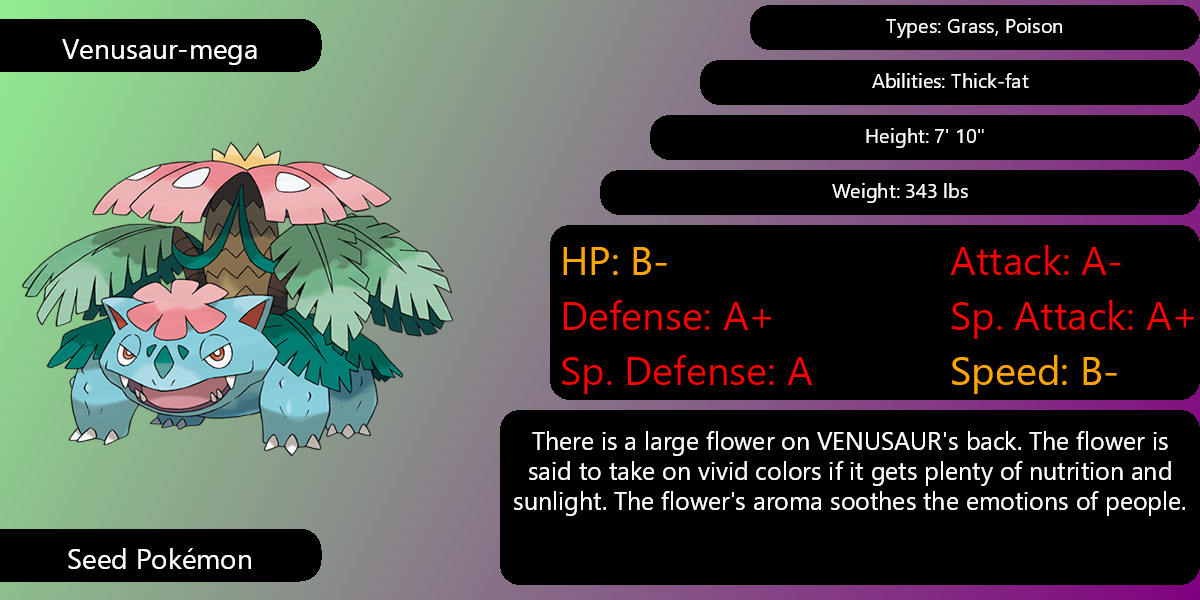 Venusaur-mega
Types: Grass, Poison
Abilities: Thick-fat
Height: 7' 10"
Weight: 343 lbs
HP: B-
Attack: A-
Defense: A+
Sp. Attack: A+
Sp. Defense: A
Speed: B-
There is a large flower on VENUSAUR's back. The flower is
said to take on vivid colors if it gets plenty of nutrition and
sunlight. The flower's aroma soothes the emotions of people.
Seed Pokémon